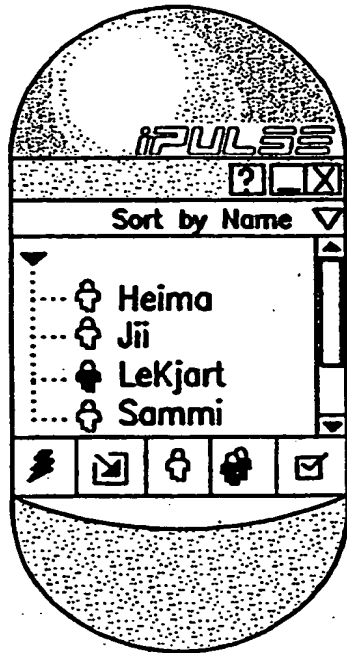 iPULSE
? _ X
Sort by Name
Heima
Jii
LeKjart
Sammi